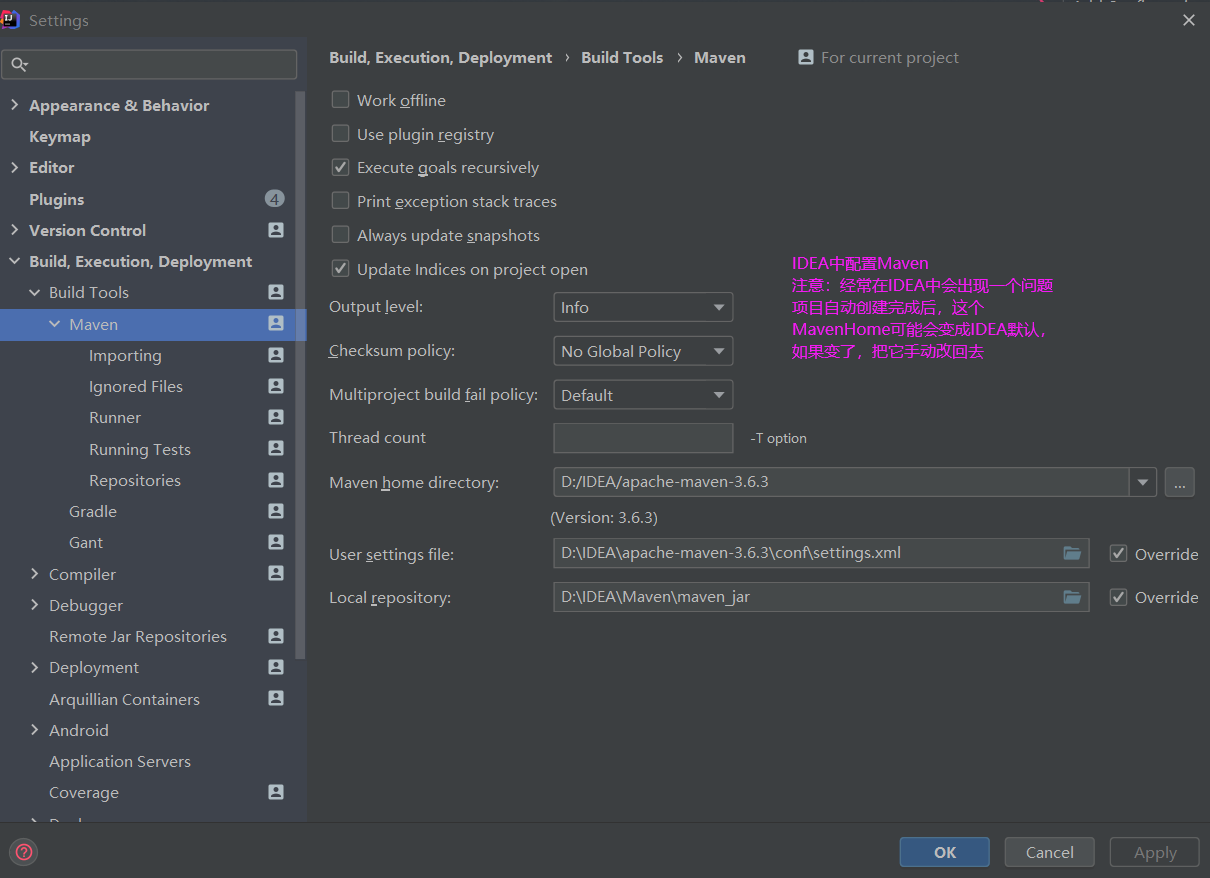 Settings
Appearance & Behavior
Keymap
Editor
Plugins 4
Version Control
Build, Execution, Deployment
Build Tools
Maven
Importing
Ignored Files
Runner
Running Tests
Repositories
Gradle
Gant
Compiler
Debugger
Remote Jar Repositories
Deployment
Arquillian Containers
Android
Application Servers
Coverage
Build, Execution, Deployment › Build Tools › Maven For current project
Work offline
Use plugin registry
Execute goals recursively
Print exception stack traces
Always update snapshots
Update Indices on project open
Output level: Info
Checksum policy: No Global Policy
Multiproject build fail policy: Default
Thread count -T option
Maven home directory: D:/IDEA/apache-maven-3.6.3 ...
(Version: 3.6.3)
User settings file: D:\IDEA\apache-maven-3.6.3\conf\settings.xml Override
Local repository: D:\IDEA\Maven\maven_jar Override
IDEA中配置Maven
注意：经常在IDEA中会出现一个问题
项目自动创建完成后，这个
MavenHome可能会变成IDEA默认，
如果变了，把它手动改回去
?
OK Cancel Apply